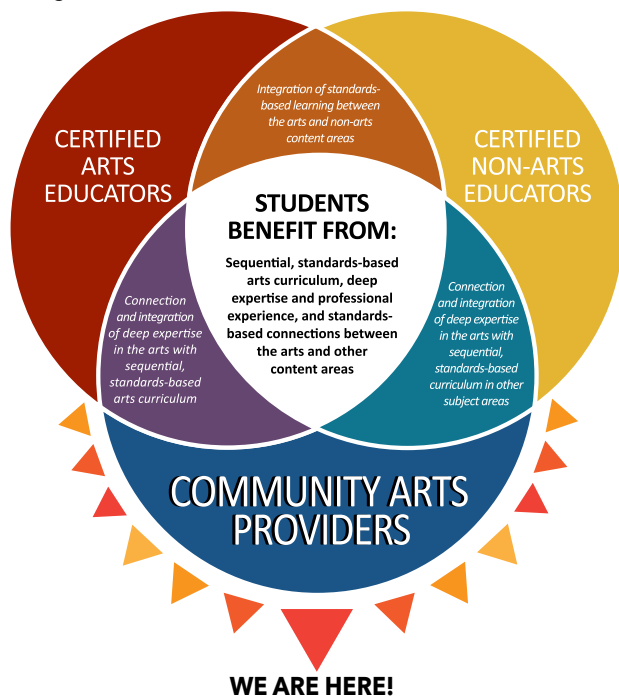 Integration of standards-
based learning between
the arts and non-arts
content areas
CERTIFIED
ARTS
EDUCATORS
CERTIFIED
NON-ARTS
EDUCATORS
STUDENTS
BENEFIT FROM:
Sequential, standards-based
arts curriculum, deep
expertise and professional
experience, and standards-
based connections between
the arts and other
content areas
Connection
and integration
of deep expertise
in the arts with
sequential,
standards-based
arts curriculum
Connection
and integration
of deep expertise
in the arts with
sequential,
standards-based
curriculum in other
subject areas
COMMUNITY ARTS
PROVIDERS
WE ARE HERE!